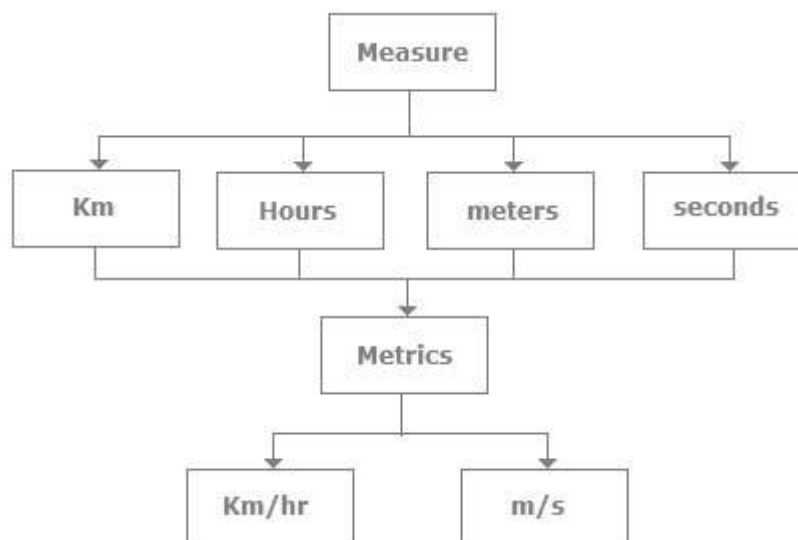 Measure
Km
Hours
meters
seconds
Metrics
Km/hr
m/s